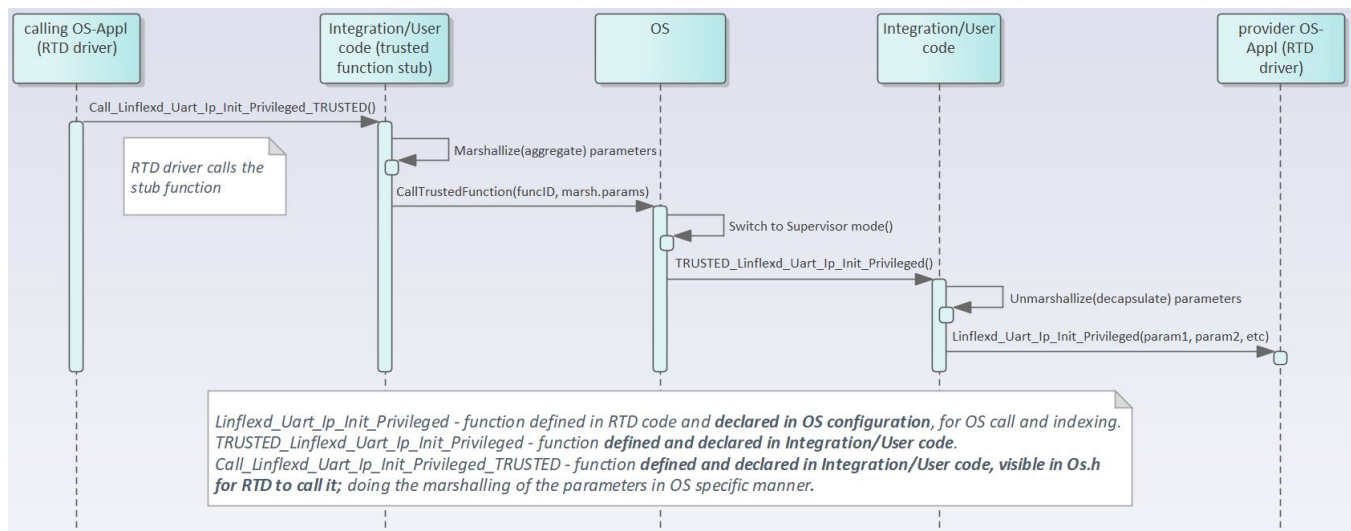 calling OS-Appl
(RTD driver)
Integration/User
code (trusted
function stub)
OS
Integration/User
code
provider OS-
Appl (RTD
driver)
Call_Linflexd_Uart_Ip_Init_Privileged_TRUSTED()
RTD driver calls the
stub function
Marshallize(aggregate) parameters
CallTrustedFunction(funcID, marsh.params)
Switch to Supervisor mode()
TRUSTED_Linflexd_Uart_Ip_Init_Privileged()
Unmarshallize(decapsulate) parameters
Linflexd_Uart_Ip_Init_Privileged(param1, param2, etc)
Linflexd_Uart_Ip_Init_Privileged - function defined in RTD code and declared in OS configuration, for OS call and indexing.
TRUSTED_Linflexd_Uart_Ip_Init_Privileged - function defined and declared in Integration/User code.
Call_Linflexd_Uart_Ip_Init_Privileged_TRUSTED - function defined and declared in Integration/User code, visible in Os.h
for RTD to call it; doing the marshalling of the parameters in OS specific manner.